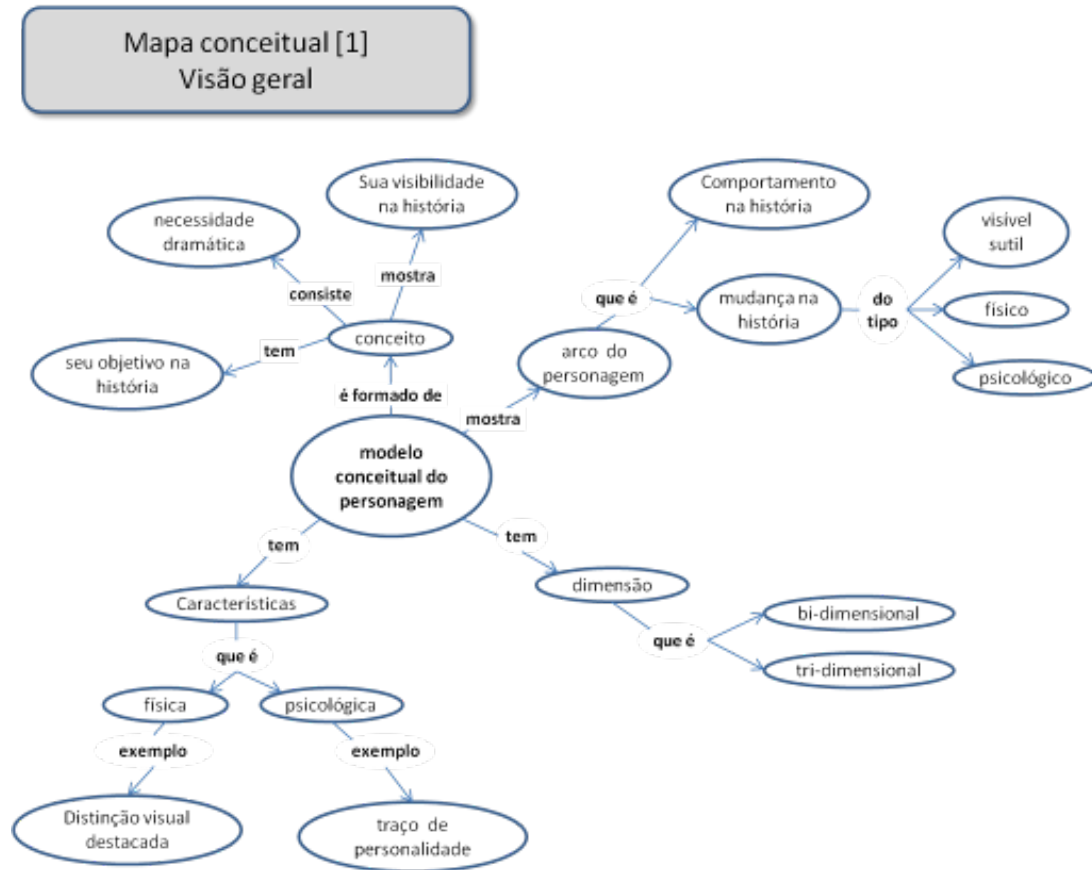 Mapa conceitual [1]
Visão geral
Sua visibilidade
na história
necessidade
dramática
mostra
consiste
conceito
tem
seu objetivo na
história
é formado de
Comportamento
na história
que é
mudança na
história
do
tipo
visível
sutil
físico
psicológico
arco do
personagem
mostra
modelo
conceitual do
personagem
tem
Características
que é
física
psicológica
exemplo
exemplo
Distinção visual
destacada
traço de
personalidade
tem
dimensão
que é
bi-dimensional
tri-dimensional